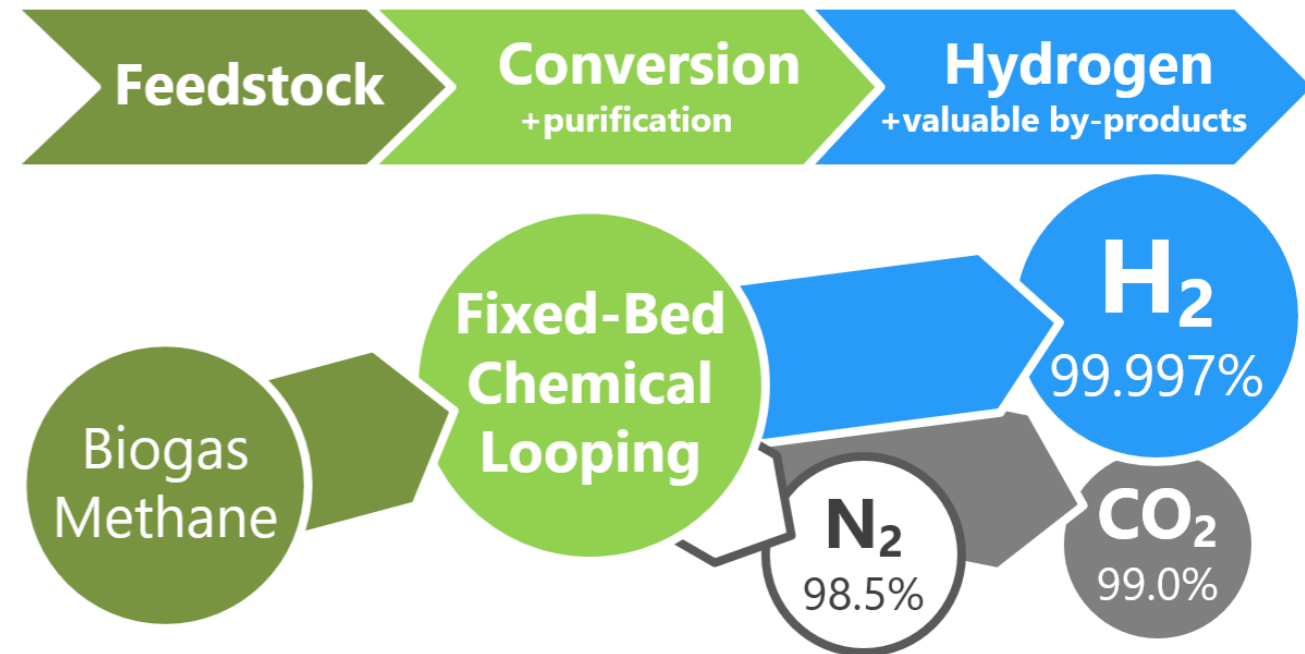 Feedstock
Conversion
+purification
Hydrogen
+valuable by-products
Biogas
Methane
Fixed-Bed
Chemical
Looping
H₂
99.997%
N₂
98.5%
CO₂
99.0%